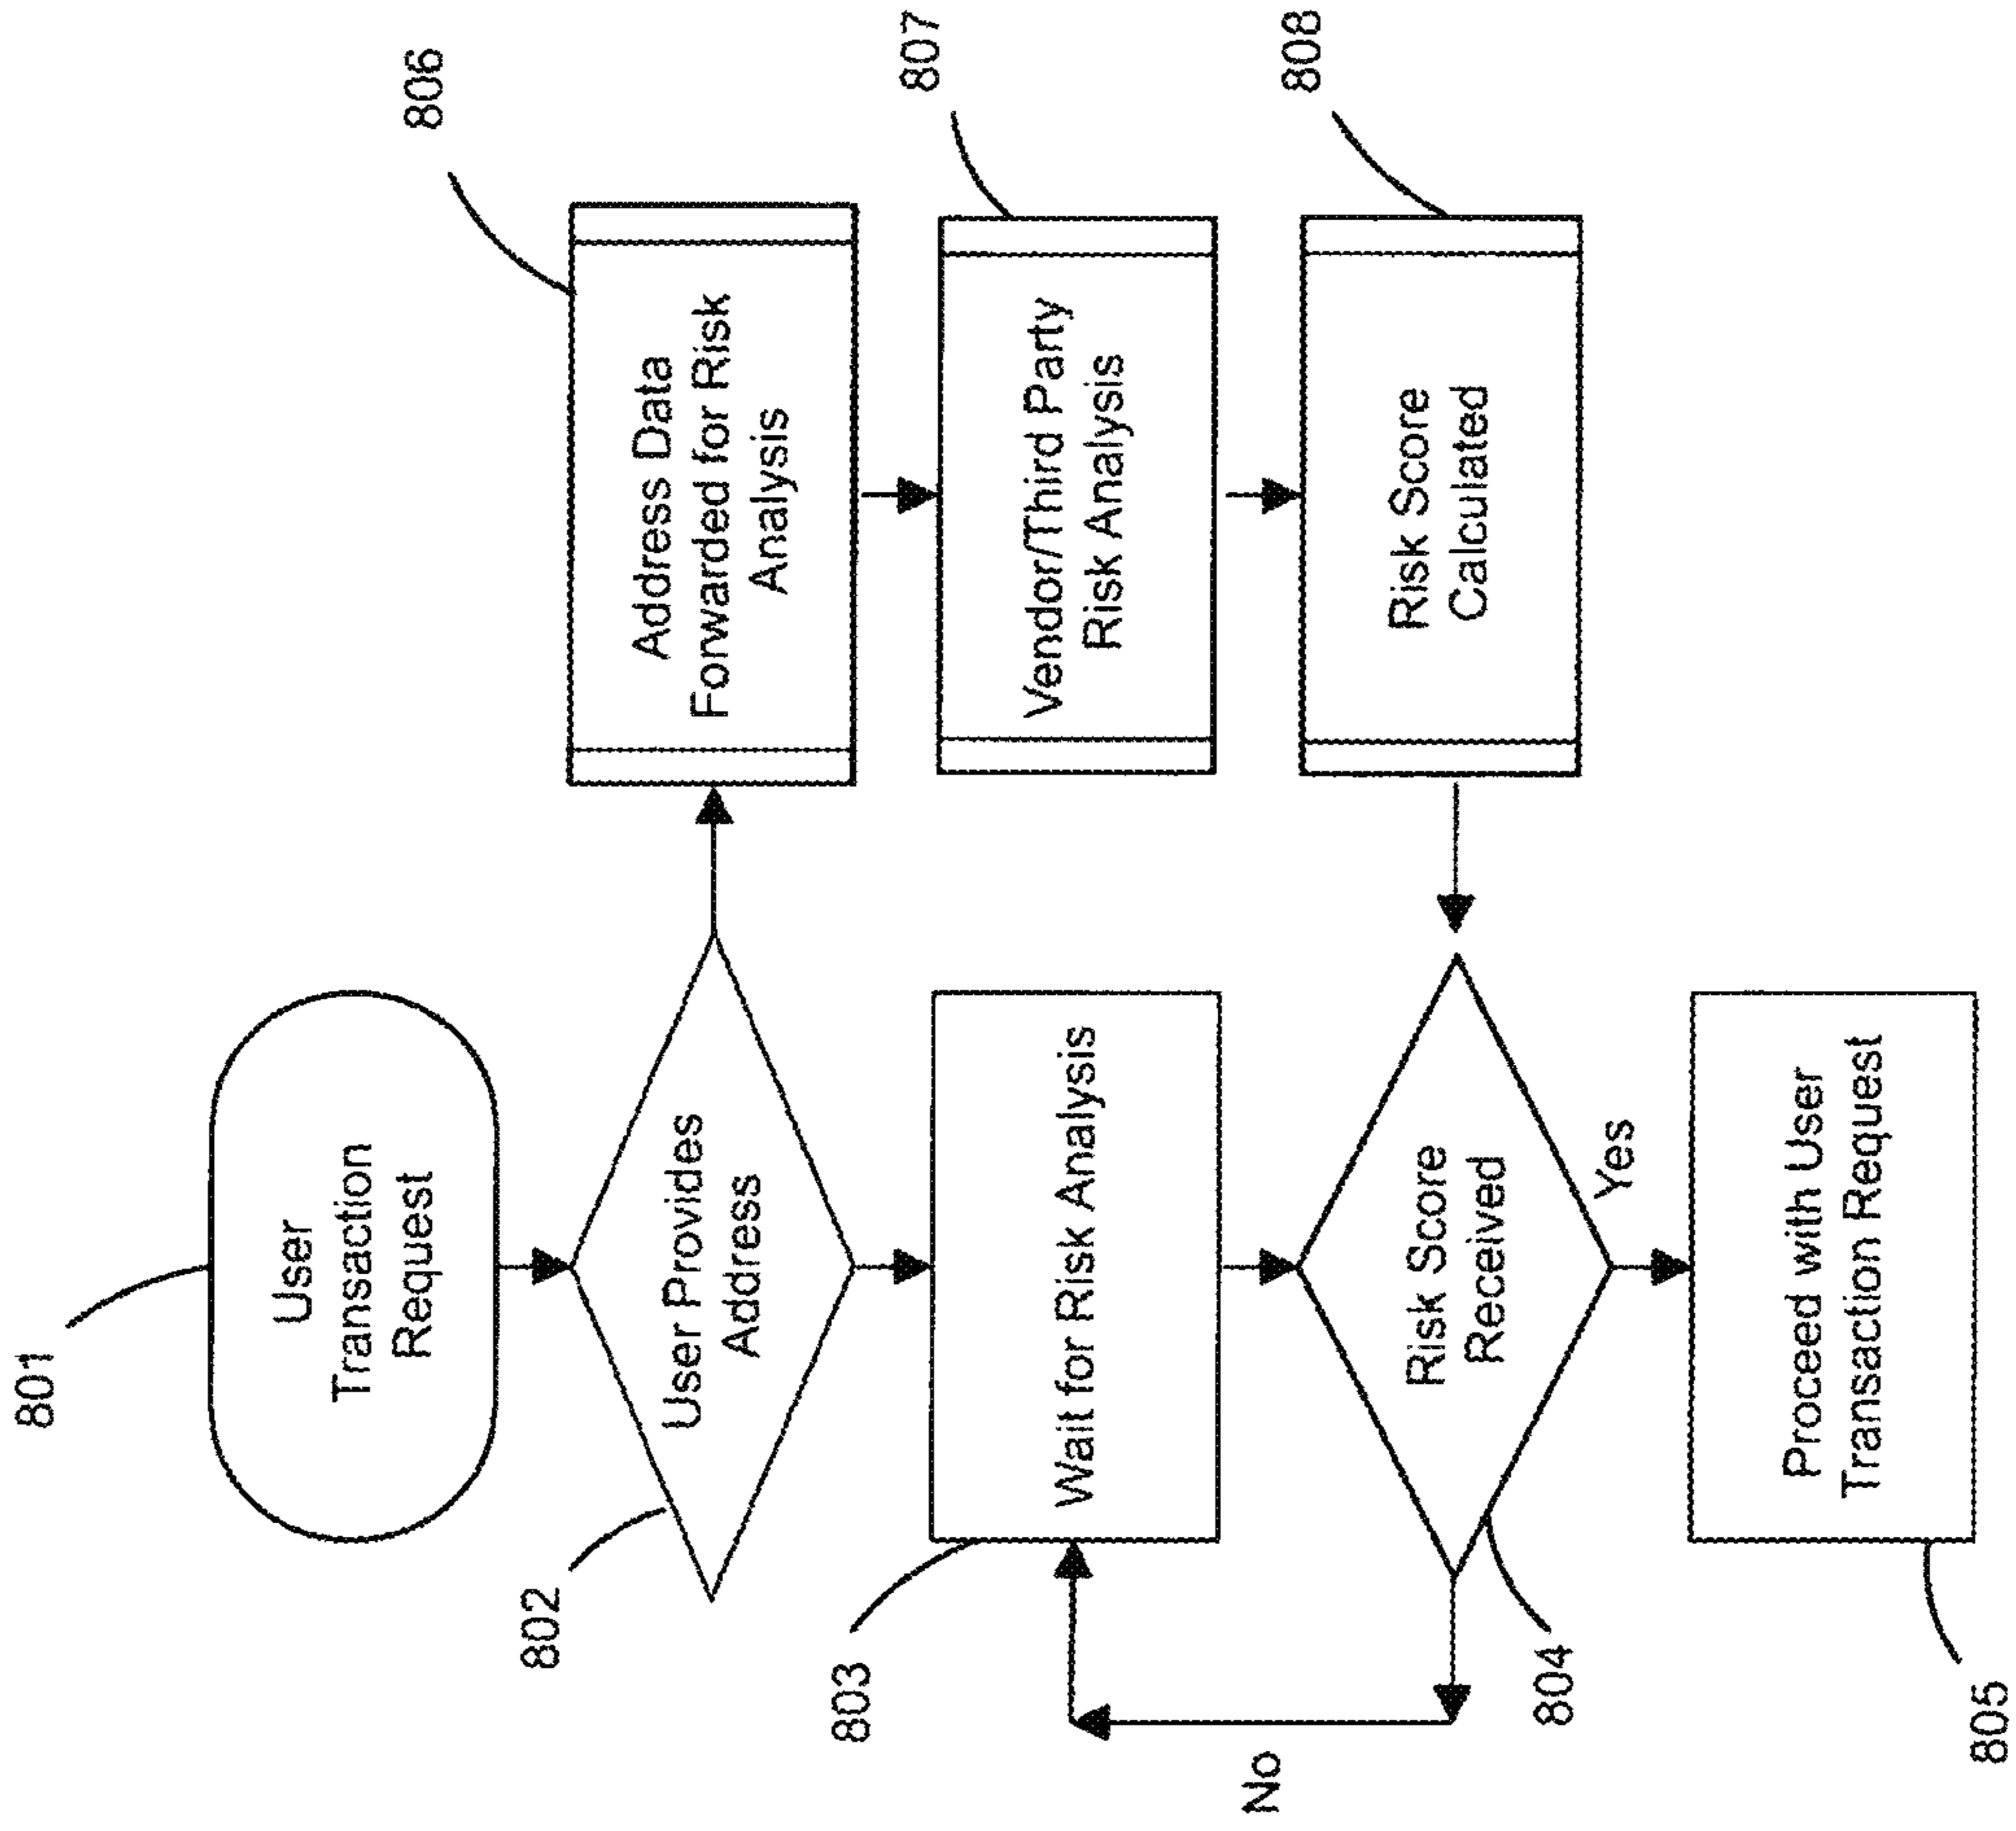 801
User
Transaction
Request
802
User Provides
Address
803
Wait for Risk Analysis
No
804
Risk Score
Received
Yes
805
Proceed with User
Transaction Request
806
Address Data
Forwarded for Risk
Analysis
807
Vendor/Third Party
Risk Analysis
808
Risk Score
Calculated